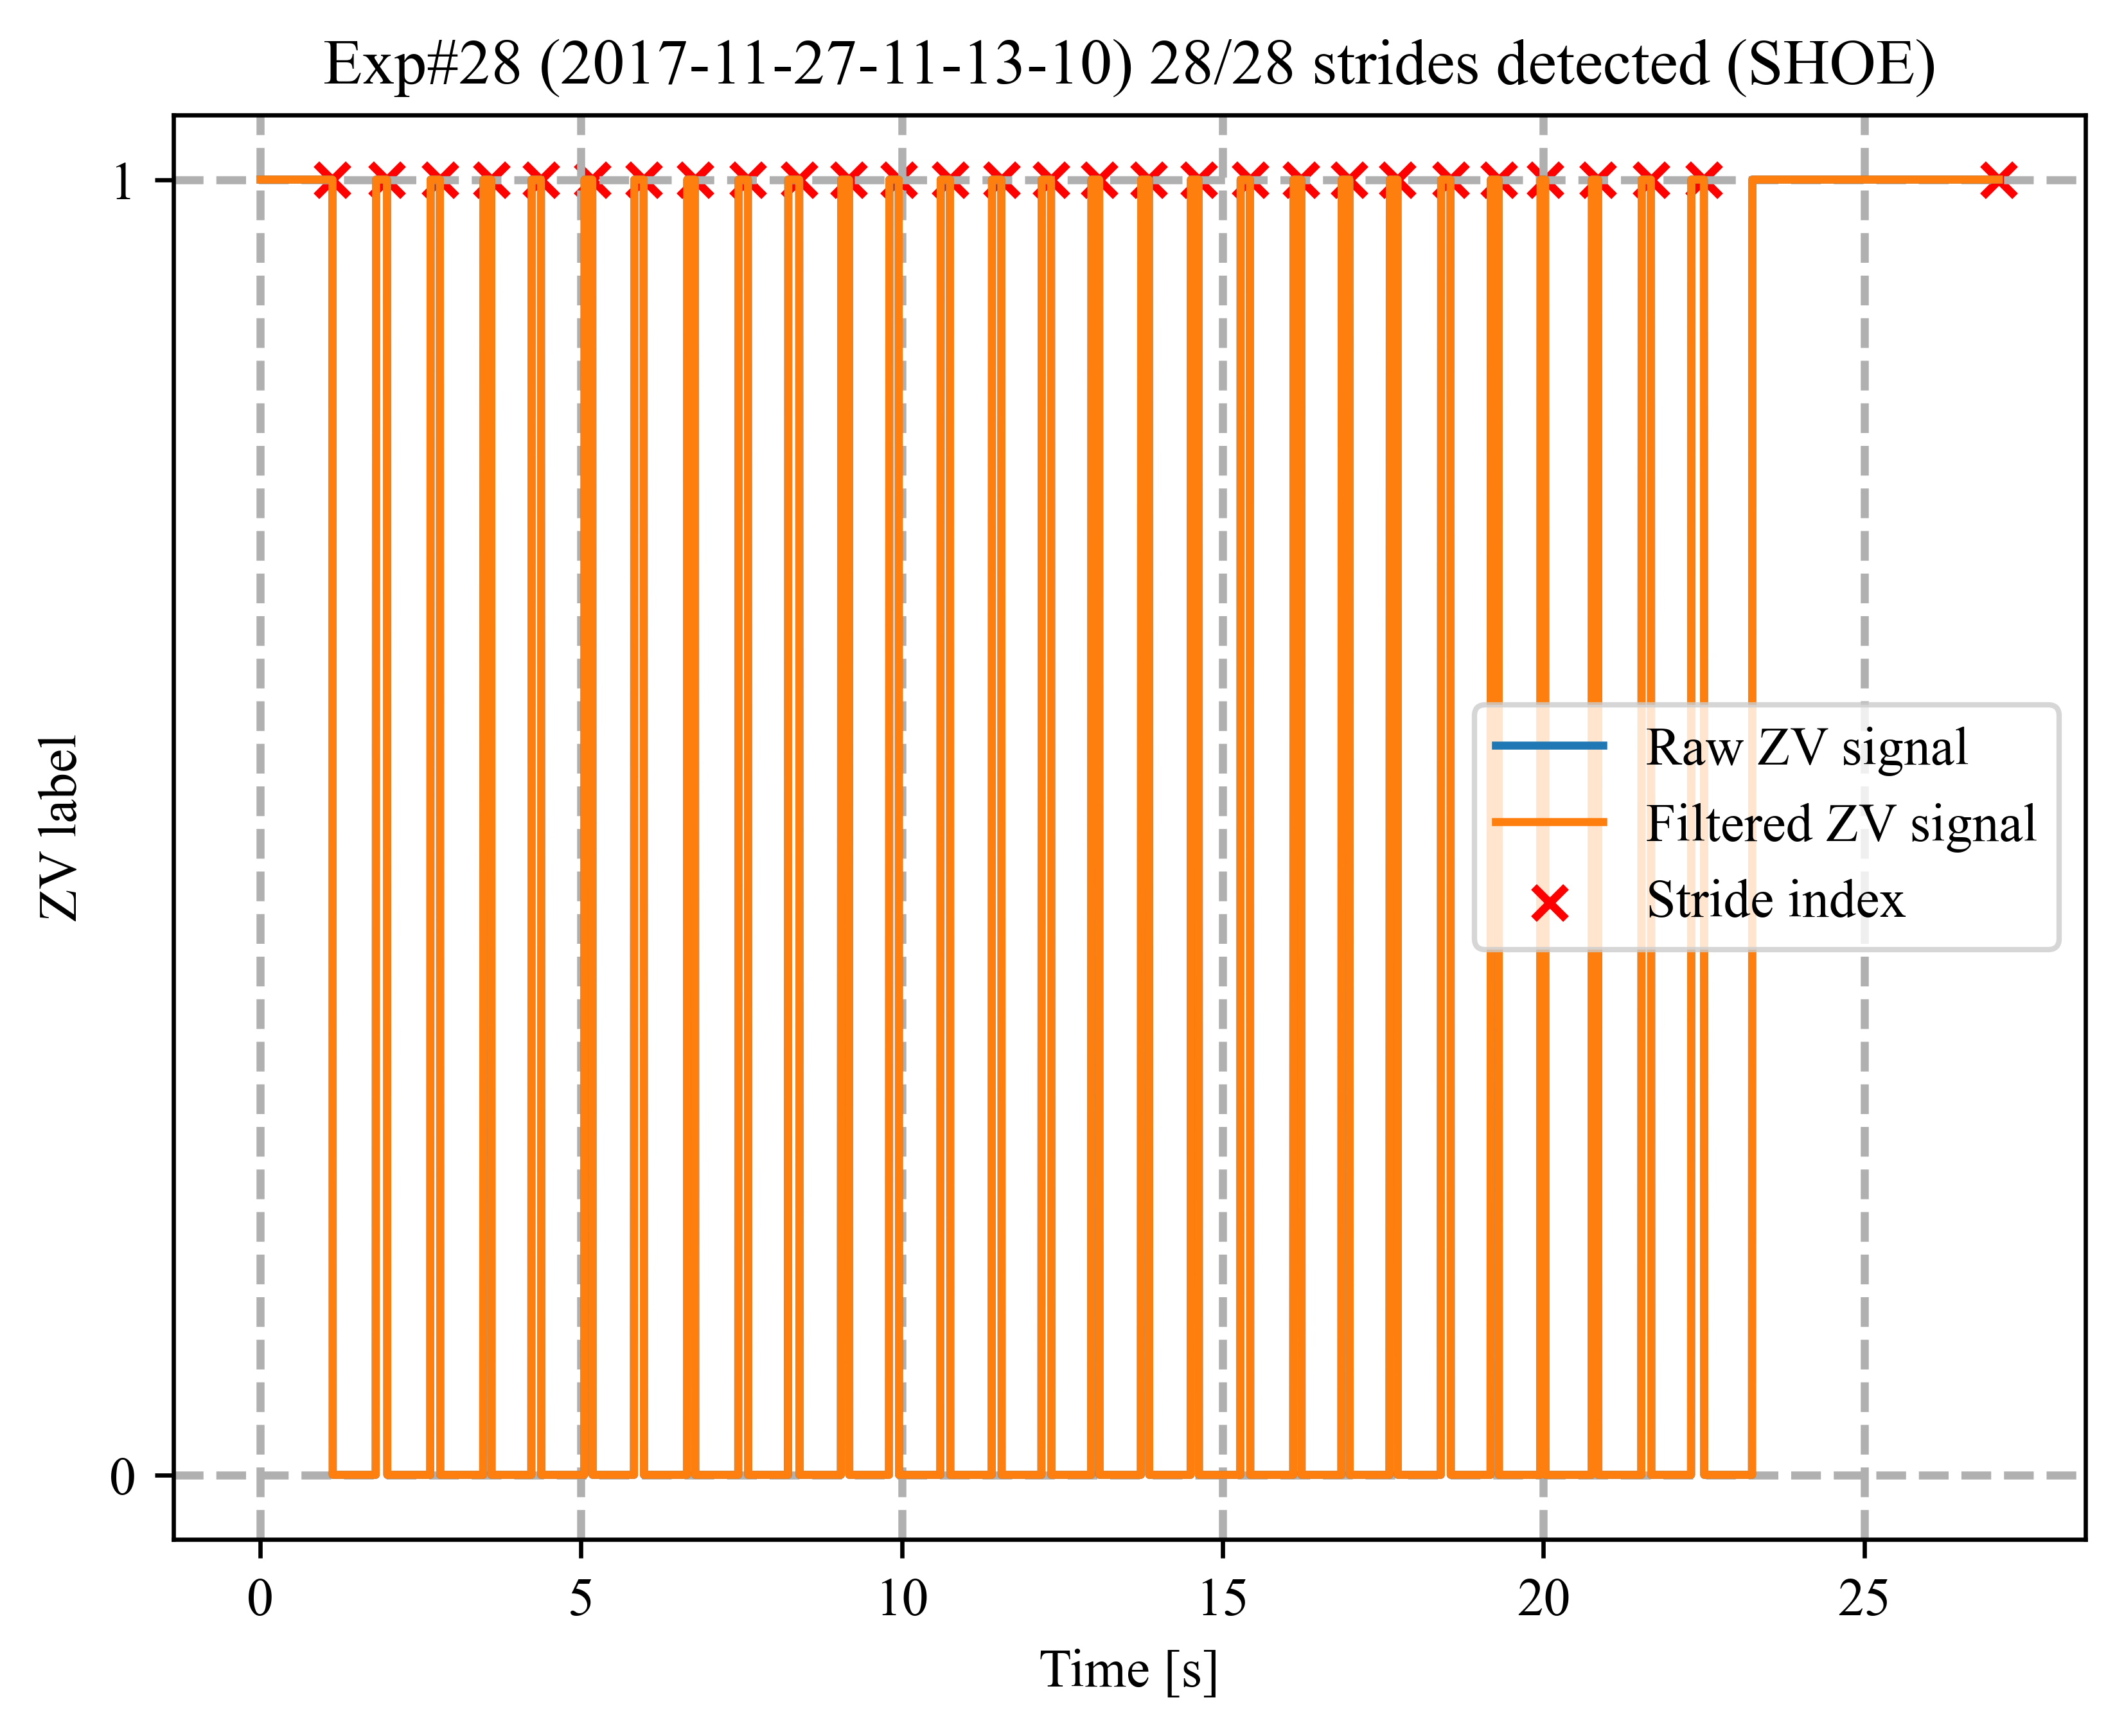 Exp#28 (2017-11-27-11-13-10) 28/28 strides detected (SHOE)
1
ZV label
Raw ZV signal
Filtered ZV signal
Stride index
0
0 5 10 15 20 25
Time [s]